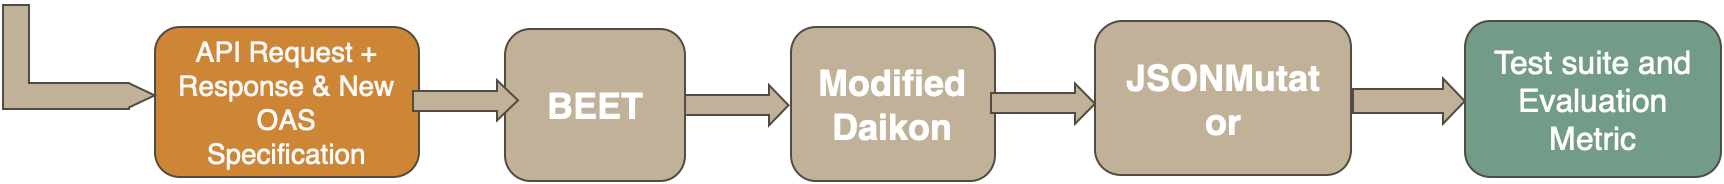 API Request +
Response & New
OAS
Specification
BEET
Modified
Daikon
JSONMutat
or
Test suite and
Evaluation
Metric